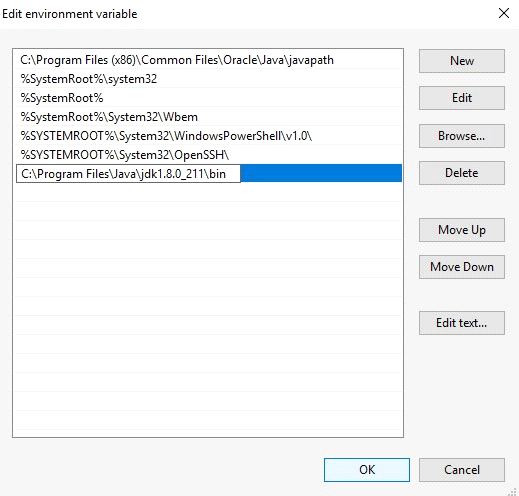 Edit environment variable
C:\Program Files (x86)\Common Files\Oracle\Java\javapath
%SystemRoot%\system32
%SystemRoot%
%SystemRoot%\System32\Wbem
%SYSTEMROOT%\System32\WindowsPowerShell\v1.0\
%SYSTEMROOT%\System32\OpenSSH\
C:\Program Files\Java\jdk1.8.0_211\bin
New
Edit
Browse...
Delete
Move Up
Move Down
Edit text...
OK
Cancel